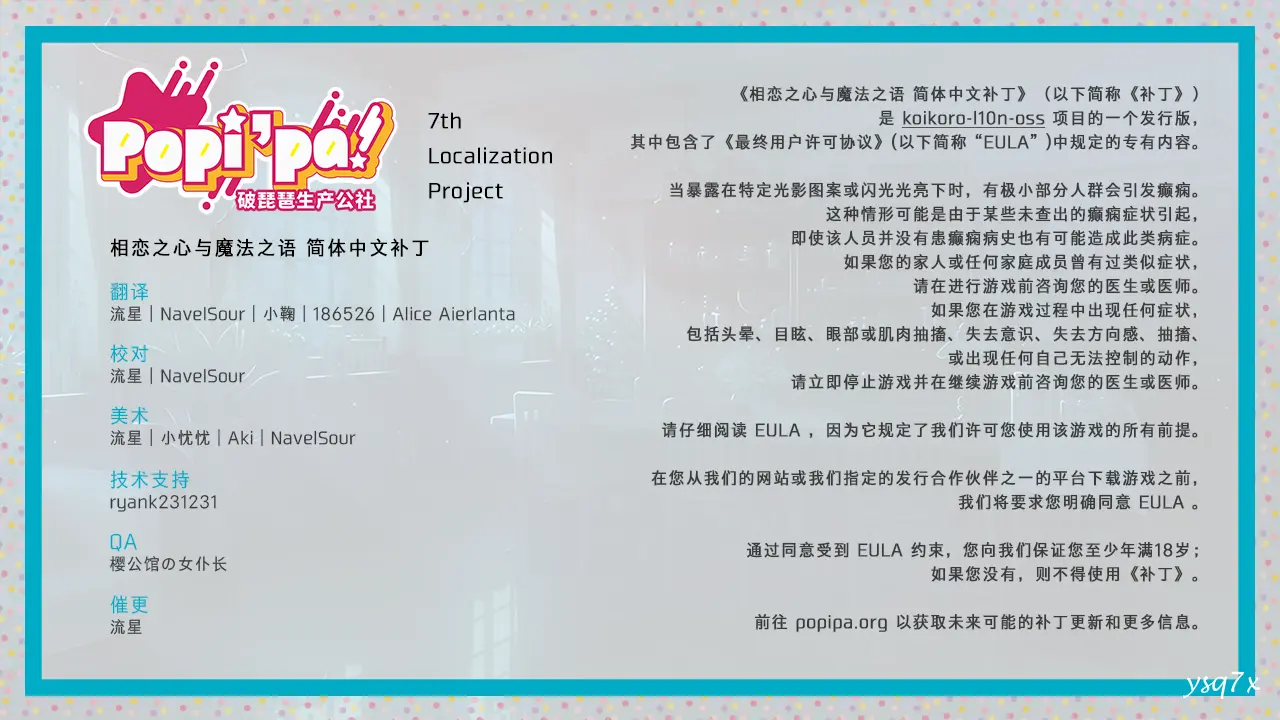 Popi'pa!
破琵琶生产公社
7th
Localization
Project
相恋之心与魔法之语 简体中文补丁
翻译
流星 | NavelSour | 小鞠 | 186526 | Alice Aierlanta
校对
流星 | NavelSour
美术
流星 | 小忧忧 | Aki | NavelSour
技术支持
ryank231231
QA
樱公馆の女仆长
催更
流星
《相恋之心与魔法之语 简体中文补丁》（以下简称《补丁》）
是 koikoro-l10n-oss 项目的一个发行版，
其中包含了《最终用户许可协议》(以下简称“EULA”)中规定的专有内容。
当暴露在特定光影图案或闪光光亮下时，有极小部分人群会引发癫痫。
这种情形可能是由于某些未查出的癫痫症状引起，
即使该人员并没有患癫痫病史也有可能造成此类病症。
如果您的家人或任何家庭成员曾有过类似症状，
请在进行游戏前咨询您的医生或医师。
如果您在游戏过程中出现任何症状，
包括头晕、目眩、眼部或肌肉抽搐、失去意识、失去方向感、抽搐、
或出现任何自己无法控制的动作，
请立即停止游戏并在继续游戏前咨询您的医生或医师。
请仔细阅读 EULA ，因为它规定了我们许可您使用该游戏的所有前提。
在您从我们的网站或我们指定的发行合作伙伴之一的平台下载游戏之前，
我们将要求您明确同意 EULA 。
通过同意受到 EULA 约束，您向我们保证您至少年满18岁；
如果您没有，则不得使用《补丁》。
前往 popipa.org 以获取未来可能的补丁更新和更多信息。
ysq7x